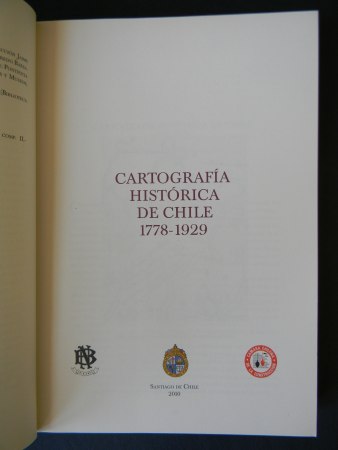 CARTOGRAFÍA
HISTÓRICA
DE CHILE
1778-1929
SANTIAGO DE CHILE
2010